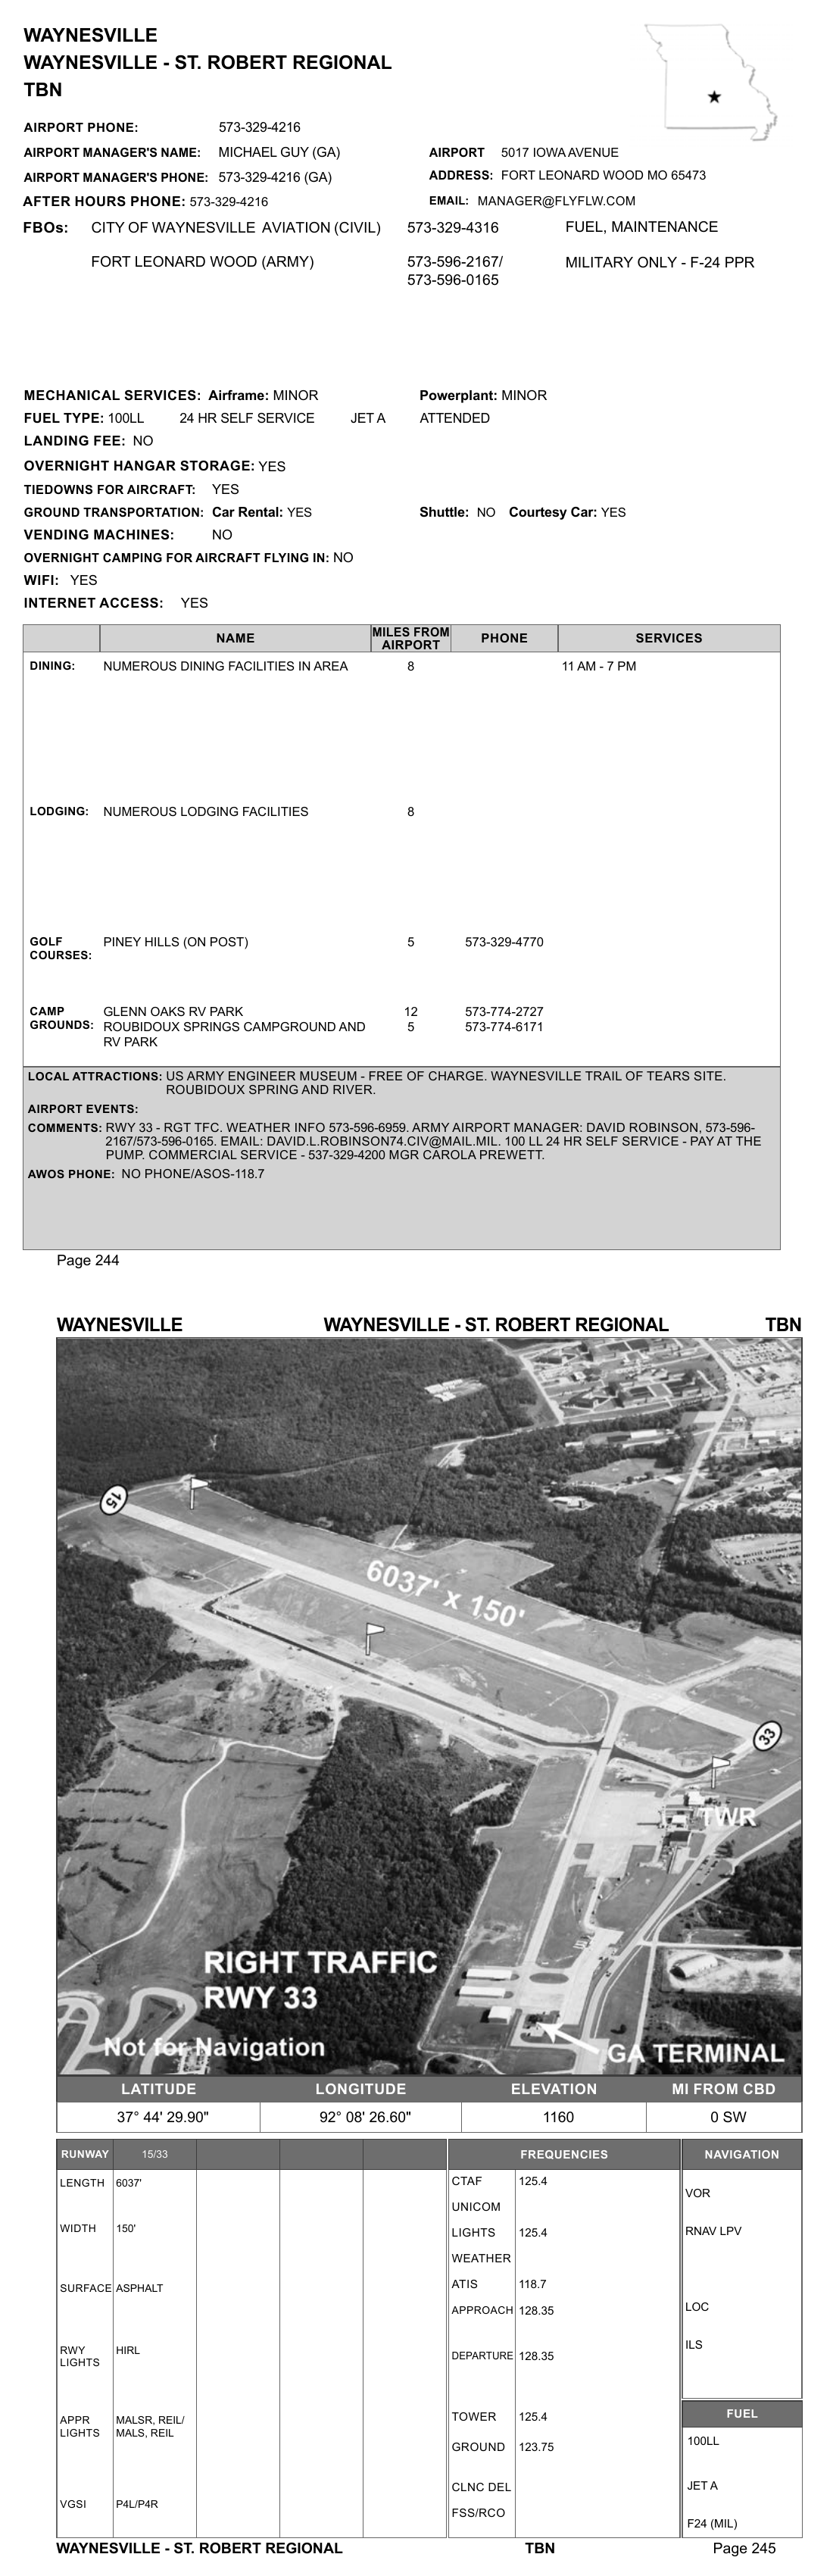 WAYNESVILLE
WAYNESVILLE - ST. ROBERT REGIONAL
TBN
AIRPORT PHONE: 573-329-4216
AIRPORT MANAGER'S NAME: MICHAEL GUY (GA) AIRPORT 5017 IOWA AVENUE
AIRPORT MANAGER'S PHONE: 573-329-4216 (GA) ADDRESS: FORT LEONARD WOOD MO 65473
AFTER HOURS PHONE: 573-329-4216 EMAIL: MANAGER@FLYFLW.COM
FBOs: CITY OF WAYNESVILLE AVIATION (CIVIL) 573-329-4316 FUEL, MAINTENANCE
FORT LEONARD WOOD (ARMY) 573-596-2167/ MILITARY ONLY - F-24 PPR
573-596-0165
MECHANICAL SERVICES: Airframe: MINOR Powerplant: MINOR
FUEL TYPE: 100LL 24 HR SELF SERVICE JET A ATTENDED
LANDING FEE: NO
OVERNIGHT HANGAR STORAGE: YES
TIEDOWNS FOR AIRCRAFT: YES
GROUND TRANSPORTATION: Car Rental: YES Shuttle: NO Courtesy Car: YES
VENDING MACHINES: NO
OVERNIGHT CAMPING FOR AIRCRAFT FLYING IN: NO
WIFI: YES
INTERNET ACCESS: YES
NAME MILES FROM AIRPORT PHONE SERVICES
DINING: NUMEROUS DINING FACILITIES IN AREA 8 11 AM - 7 PM
LODGING: NUMEROUS LODGING FACILITIES 8
GOLF COURSES: PINEY HILLS (ON POST) 5 573-329-4770
CAMP GLENN OAKS RV PARK 12 573-774-2727
GROUNDS: ROUBIDOUX SPRINGS CAMPGROUND AND 5 573-774-6171
RV PARK
LOCAL ATTRACTIONS: US ARMY ENGINEER MUSEUM - FREE OF CHARGE. WAYNESVILLE TRAIL OF TEARS SITE.
ROUBIDOUX SPRING AND RIVER.
AIRPORT EVENTS:
COMMENTS: RWY 33 - RGT TFC. WEATHER INFO 573-596-6959. ARMY AIRPORT MANAGER: DAVID ROBINSON, 573-596-
2167/573-596-0165. EMAIL: DAVID.L.ROBINSON74.CIV@MAIL.MIL. 100 LL 24 HR SELF SERVICE - PAY AT THE
PUMP. COMMERCIAL SERVICE - 537-329-4200 MGR CAROLA PREWETT.
AWOS PHONE: NO PHONE/ASOS-118.7
Page 244
WAYNESVILLE WAYNESVILLE - ST. ROBERT REGIONAL TBN
15
6037' x 150'
33
TWR
RIGHT TRAFFIC
RWY 33
Not for Navigation
GA TERMINAL
LATITUDE LONGITUDE ELEVATION MI FROM CBD
37° 44' 29.90" 92° 08' 26.60" 1160 0 SW
RUNWAY 15/33
LENGTH 6037'
WIDTH 150'
SURFACE ASPHALT
RWY LIGHTS HIRL
APPR MALSR, REIL/
LIGHTS MALS, REIL
VGSI P4L/P4R
FREQUENCIES
CTAF 125.4
UNICOM
LIGHTS 125.4
WEATHER
ATIS 118.7
APPROACH 128.35
DEPARTURE 128.35
TOWER 125.4
GROUND 123.75
CLNC DEL
FSS/RCO
NAVIGATION
VOR
RNAV LPV
LOC
ILS
FUEL
100LL
JET A
F24 (MIL)
WAYNESVILLE - ST. ROBERT REGIONAL TBN Page 245